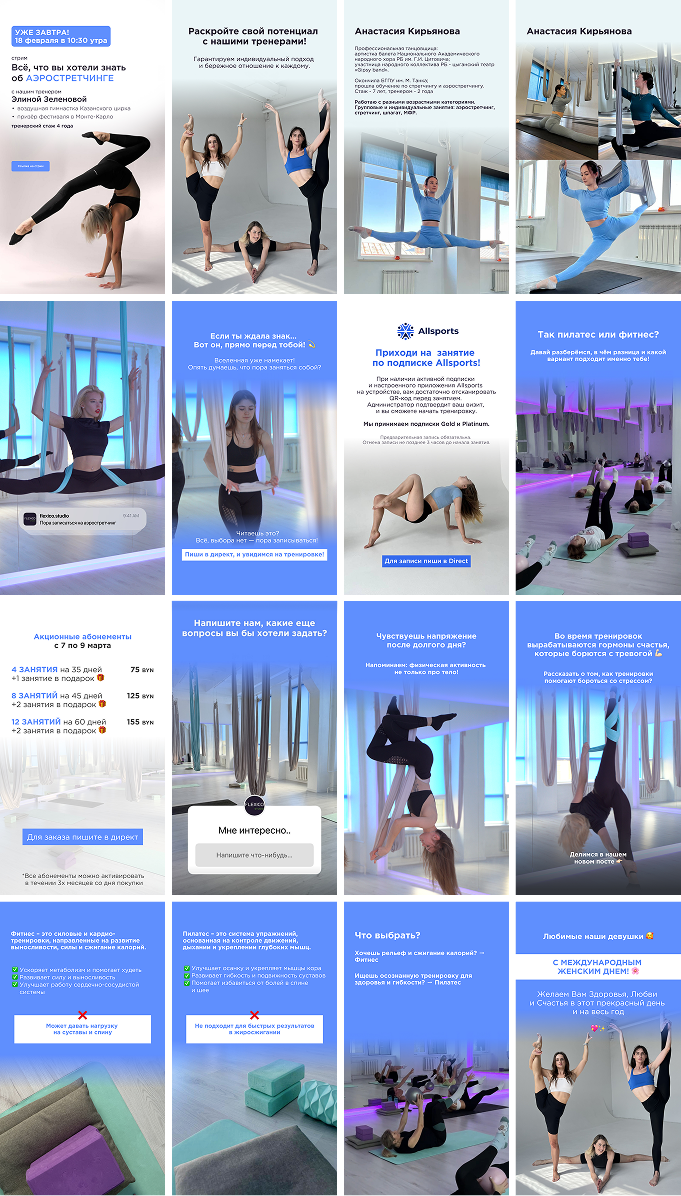 УЖЕ ЗАВТРА!
18 февраля в 10:30 утра
стрим
Всё, что вы хотели знать
об АЭРОСТРЕТЧИНГЕ
с нашим тренером
Элиной Зеленовой
• воздушная гимнастка Казанского цирка
• призёр фестиваля в Монте-Карло
тренерский стаж 4 года
Раскройте свой потенциал
с нашими тренерами!
Гарантируем индивидуальный подход
и бережное отношение к каждому.
Анастасия Кирьянова
Профессиональная танцовщица:
артистка балета Национального Академического
народного хора РБ им. Г.И. Цитовича;
участница народного коллектива РБ - цыганский театр
«Gipsy band».
Окончила БГПУ им. М. Танка;
прошла обучение по стретчингу и аэростретчингу.
Стаж - 7 лет, тренером - 2 года
Работаю с разными возрастными категориями.
Групповые и индивидуальные занятия: аэростретчинг,
стретчинг, шпагат, МФР.
Анастасия Кирьянова
flexico.studio
9:41 AM
Пора записаться на аэростретчинг
Если ты ждала знак...
Вот он, прямо перед тобой! 💫
Вселенная уже намекает!
Опять думаешь, что пора заняться собой?
Читаешь это?
Всё, выбора нет — пора записываться!
Пиши в директ, и увидимся на тренировке!
Allsports
Приходи на занятие
по подписке Allsports!
При наличии активной подписки
и настроенного приложения Allsports
на устройстве, вам достаточно отсканировать
QR-код перед занятием.
Администратор подтвердит ваш визит,
и вы сможете начать тренировку.
Мы принимаем подписки Gold и Platinum.
Предварительная запись обязательна.
Отмена записи не позднее 3 часов до начала занятия.
Для записи пиши в Direct
Так пилатес или фитнес?
Давай разберёмся, в чём разница и какой
вариант подходит именно тебе!
Акционные абонементы
с 7 по 9 марта
4 ЗАНЯТИЯ на 35 дней 75 BYN
+1 занятие в подарок 🎁
8 ЗАНЯТИЙ на 45 дней 125 BYN
+2 занятия в подарок 🎁
12 ЗАНЯТИЙ на 60 дней 155 BYN
+2 занятия в подарок 🎁
Для заказа пишите в директ
*Все абонементы можно активировать
в течении 3х месяцев со дня покупки
Напишите нам, какие еще
вопросы вы бы хотели задать?
FLEXICO
Мне интересно..
Напишите что-нибудь...
Чувствуешь напряжение
после долгого дня?
Напоминаем: физическая активность
не только про тело!
Во время тренировок
вырабатываются гормоны счастья,
которые борются с тревогой 💪
Рассказать о том, как тренировки
помогают бороться со стрессом?
Делимся в нашем
новом посте 👉
Фитнес – это силовые и кардио-
тренировки, направленные на развитие
выносливости, силы и сжигание калорий.
✅ Ускоряет метаболизм и помогает худеть
✅ Развивает силу и выносливость
✅ Улучшает работу сердечно-сосудистой
системы
❌
Может давать нагрузку
на суставы и спину
Пилатес – это система упражнений,
основанная на контроле движений,
дыхании и укреплении глубоких мышц.
✅ Улучшает осанку и укрепляет мышцы кора
✅ Развивает гибкость и подвижность суставов
✅ Помогает избавиться от болей в спине
и шее
❌
Не подходит для быстрых результатов
в жиросжигании
Что выбрать?
Хочешь рельеф и сжигание калорий? →
Фитнес
Ищешь осознанную тренировку для
здоровья и гибкости? → Пилатес
Любимые наши девушки 🥰
С МЕЖДУНАРОДНЫМ
ЖЕНСКИМ ДНЕМ! 🌸
Желаем Вам Здоровья, Любви
и Счастья в этот прекрасный день
и на весь год
💖✨